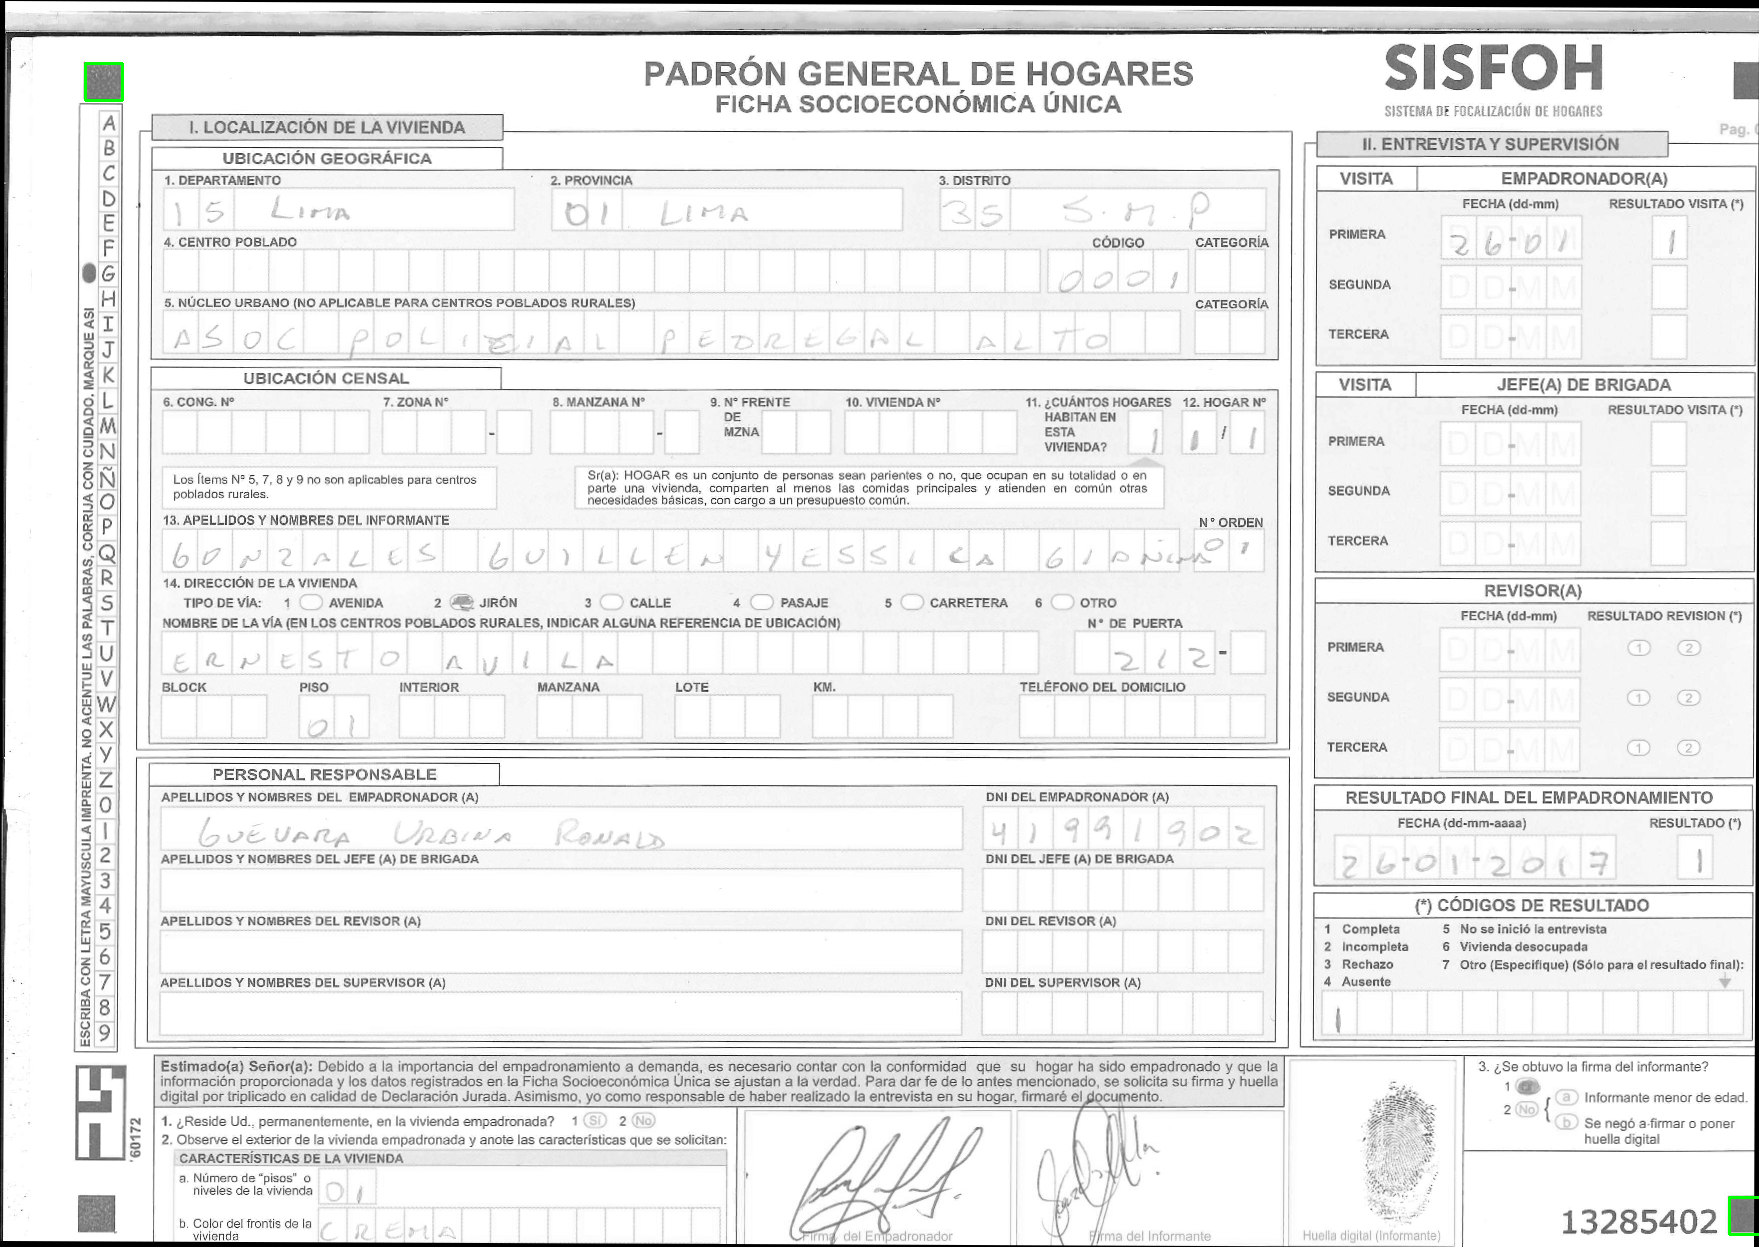 PADRÓN GENERAL DE HOGARES
FICHA SOCIOECONÓMICA ÚNICA
SISFOH
SISTEMA DE FOCALIZACIÓN DE HOGARES
Pag.
ESCRIBA CON LETRA MAYUSCULA IMPRENTA. NO ACENTUE LAS PALABRAS, CORRIJA CON CUIDADO. MARQUE ASI
A B C D E F G H I J K L M N Ñ O P Q R S T U V W X Y Z 0 1 2 3 4 5 6 7 8 9
I. LOCALIZACIÓN DE LA VIVIENDA
UBICACIÓN GEOGRÁFICA
1. DEPARTAMENTO 2. PROVINCIA 3. DISTRITO
15 LIMA 01 LIMA 35 S.M.P
4. CENTRO POBLADO CÓDIGO CATEGORÍA
0001
5. NÚCLEO URBANO (NO APLICABLE PARA CENTROS POBLADOS RURALES) CATEGORÍA
ASOC POLICIAL PEDREGAL ALTO
UBICACIÓN CENSAL
6. CONG. Nº 7. ZONA Nº 8. MANZANA Nº 9. Nº FRENTE DE MZNA 10. VIVIENDA Nº 11. ¿CUÁNTOS HOGARES HABITAN EN ESTA VIVIENDA? 12. HOGAR Nº
- - 1 1 / 1
Los Ítems Nº 5, 7, 8 y 9 no son aplicables para centros
poblados rurales.
Sr(a): HOGAR es un conjunto de personas sean parientes o no, que ocupan en su totalidad o en
parte una vivienda, comparten al menos las comidas principales y atienden en común otras
necesidades básicas, con cargo a un presupuesto común.
13. APELLIDOS Y NOMBRES DEL INFORMANTE Nº ORDEN
GONZALES GUILLEN YESSICA 01
14. DIRECCIÓN DE LA VIVIENDA
TIPO DE VÍA: 1 AVENIDA 2 JIRÓN 3 CALLE 4 PASAJE 5 CARRETERA 6 OTRO
NOMBRE DE LA VÍA (EN LOS CENTROS POBLADOS RURALES, INDICAR ALGUNA REFERENCIA DE UBICACIÓN) Nº DE PUERTA
ERNESTO AVILA 212-
BLOCK PISO INTERIOR MANZANA LOTE KM. TELÉFONO DEL DOMICILIO
01
PERSONAL RESPONSABLE
APELLIDOS Y NOMBRES DEL EMPADRONADOR (A) DNI DEL EMPADRONADOR (A)
GUEVARA URBINA RONALD 41991902
APELLIDOS Y NOMBRES DEL JEFE (A) DE BRIGADA DNI DEL JEFE (A) DE BRIGADA
APELLIDOS Y NOMBRES DEL REVISOR (A) DNI DEL REVISOR (A)
APELLIDOS Y NOMBRES DEL SUPERVISOR (A) DNI DEL SUPERVISOR (A)
II. ENTREVISTA Y SUPERVISIÓN
VISITA EMPADRONADOR(A)
FECHA (dd-mm) RESULTADO VISITA (*)
PRIMERA 26-01 1
SEGUNDA DD-MM
TERCERA DD-MM
VISITA JEFE(A) DE BRIGADA
FECHA (dd-mm) RESULTADO VISITA (*)
PRIMERA DD-MM
SEGUNDA DD-MM
TERCERA DD-MM
REVISOR(A)
FECHA (dd-mm) RESULTADO REVISION (*)
PRIMERA DD-MM 1 2
SEGUNDA DD-MM 1 2
TERCERA DD-MM 1 2
RESULTADO FINAL DEL EMPADRONAMIENTO
FECHA (dd-mm-aaaa) RESULTADO (*)
26-01-2017 1
(*) CÓDIGOS DE RESULTADO
1 Completa 5 No se inició la entrevista
2 Incompleta 6 Vivienda desocupada
3 Rechazo 7 Otro (Especifique) (Sólo para el resultado final):
4 Ausente
1
Estimado(a) Señor(a): Debido a la importancia del empadronamiento a demanda, es necesario contar con la conformidad que su hogar ha sido empadronado y que la
información proporcionada y los datos registrados en la Ficha Socioeconómica Única se ajustan a la verdad. Para dar fe de lo antes mencionado, se solicita su firma y huella
digital por triplicado en calidad de Declaración Jurada. Asimismo, yo como responsable de haber realizado la entrevista en su hogar, firmaré el documento.
1. ¿Reside Ud., permanentemente, en la vivienda empadronada? 1 Sí 2 No
2. Observe el exterior de la vivienda empadronada y anote las características que se solicitan:
CARACTERÍSTICAS DE LA VIVIENDA
a. Número de "pisos" o
niveles de la vivienda 01
b. Color del frontis de la
vivienda CREMA
Firma del Empadronador
Firma del Informante
Huella digital (Informante)
3. ¿Se obtuvo la firma del informante?
1
2 No
a Informante menor de edad.
b Se negó a firmar o poner
huella digital
60172
13285402